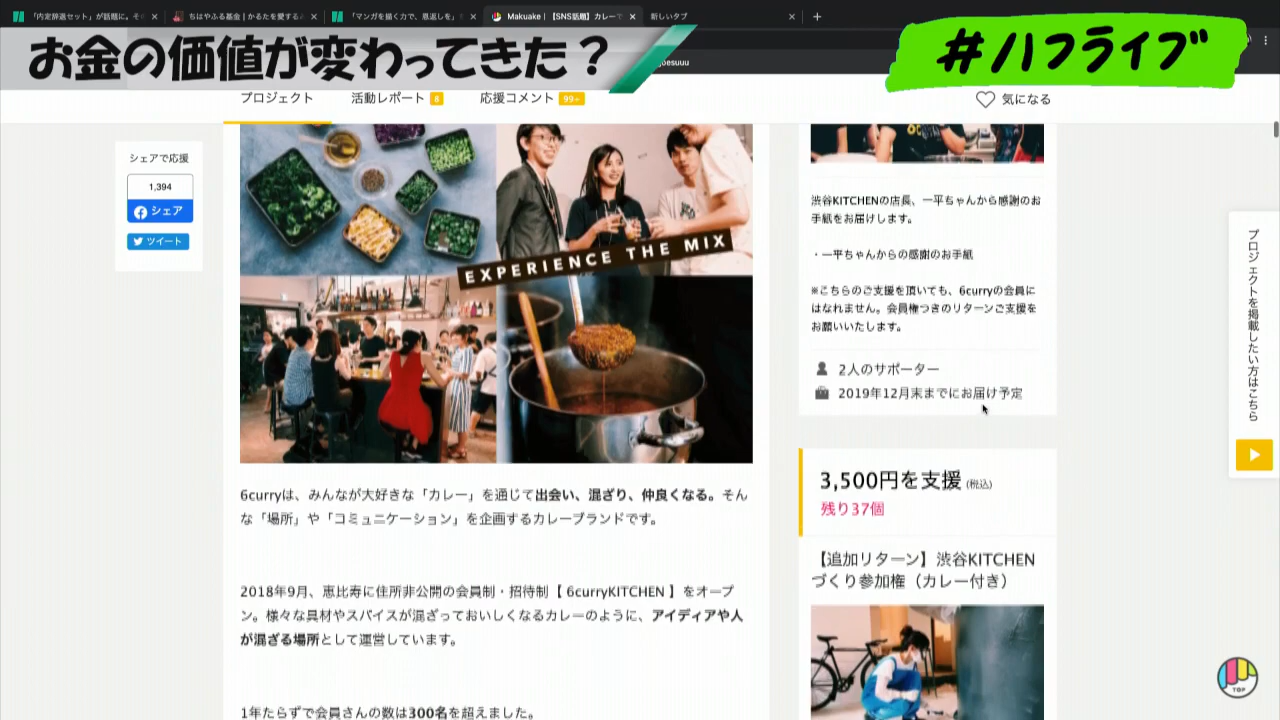 「内定辞退セット」が話題に。そ
ちはやふる基金｜かるたを愛する
「マンガを描く力で、恩返しを」
Makuake｜【SNS話題】カレーで
新しいタブ
お金の価値が変わってきた？
#ハフライブ
プロジェクト
活動レポート 8
応援コメント 99+
気になる
シェアで応援
1,394
シェア
ツイート
EXPERIENCE THE MIX
6curryは、みんなが大好きな「カレー」を通じて出会い、混ざり、仲良くなる。そん
な「場所」や「コミュニケーション」を企画するカレーブランドです。
2018年9月、恵比寿に住所非公開の会員制・招待制【 6curryKITCHEN 】をオープ
ン。様々な具材やスパイスが混ざっておいしくなるカレーのように、アイディアや人
が混ざる場所として運営しています。
1年たらずで会員さんの数は300名を超えました。
渋谷KITCHENの店長、一平ちゃんから感謝のお
手紙をお届けします。
・一平ちゃんからの感謝のお手紙
※こちらのご支援を頂いても、6curryの会員に
はなれません。会員権つきのリターンご支援を
お願いいたします。
2人のサポーター
2019年12月末までにお届け予定
3,500円を支援 (税込)
残り37個
【追加リターン】渋谷KITCHEN
づくり参加権（カレー付き）
プロジェクトを掲載したい方はこちら
TOP